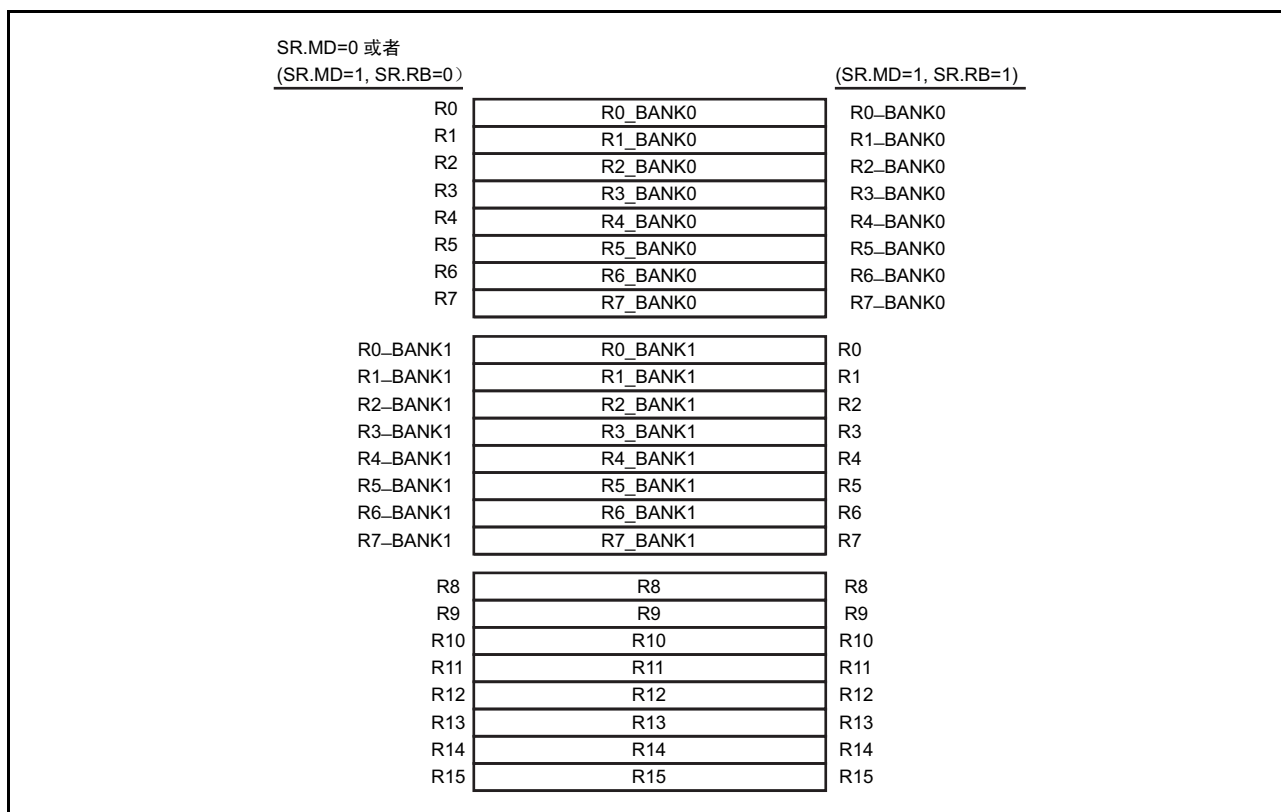 SR.MD=0 或者
(SR.MD=1, SR.RB=0） (SR.MD=1, SR.RB=1)
R0 R0_BANK0 R0_BANK0
R1 R1_BANK0 R1_BANK0
R2 R2_BANK0 R2_BANK0
R3 R3_BANK0 R3_BANK0
R4 R4_BANK0 R4_BANK0
R5 R5_BANK0 R5_BANK0
R6 R6_BANK0 R6_BANK0
R7 R7_BANK0 R7_BANK0
R0_BANK1 R0_BANK1 R0
R1_BANK1 R1_BANK1 R1
R2_BANK1 R2_BANK1 R2
R3_BANK1 R3_BANK1 R3
R4_BANK1 R4_BANK1 R4
R5_BANK1 R5_BANK1 R5
R6_BANK1 R6_BANK1 R6
R7_BANK1 R7_BANK1 R7
R8 R8 R8
R9 R9 R9
R10 R10 R10
R11 R11 R11
R12 R12 R12
R13 R13 R13
R14 R14 R14
R15 R15 R15